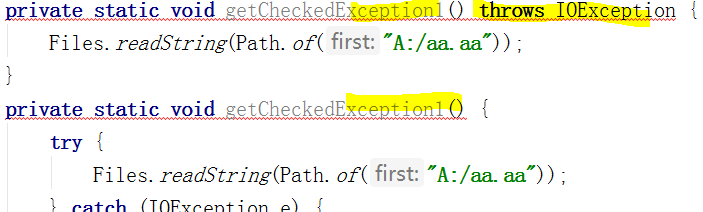 private static void getCheckedException1() throws IOException {
Files.readString(Path.of( first: "A:/aa.aa"));
}
private static void getCheckedException1() {
try {
Files.readString(Path.of( first: "A:/aa.aa"));
} catch (IOException e) {